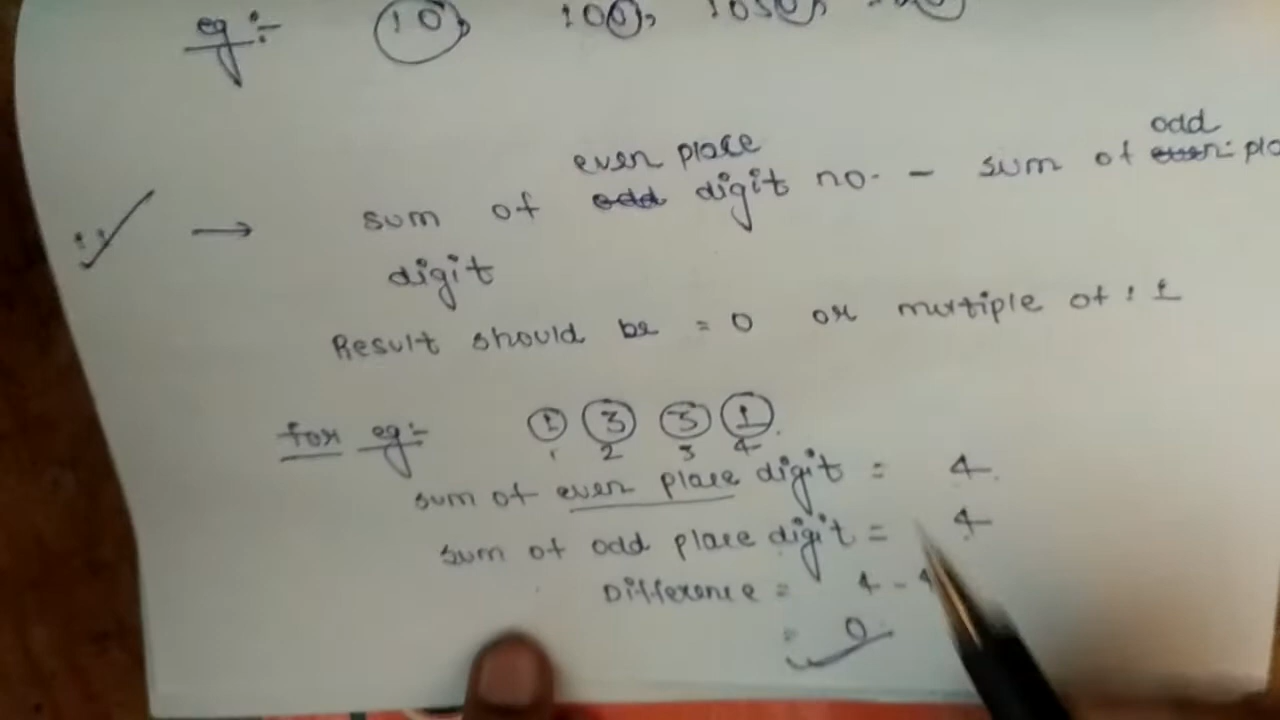 eg:- 10, 100, 1050,
even place odd
11 → sum of odd digit no. - sum of even pla
digit
Result should be = 0 or multiple of 11
for eg:- 1 3 3 1
1 2 3 4
sum of even place digit = 4
sum of odd place digit = 4
Difference = 4 - 4
= 0